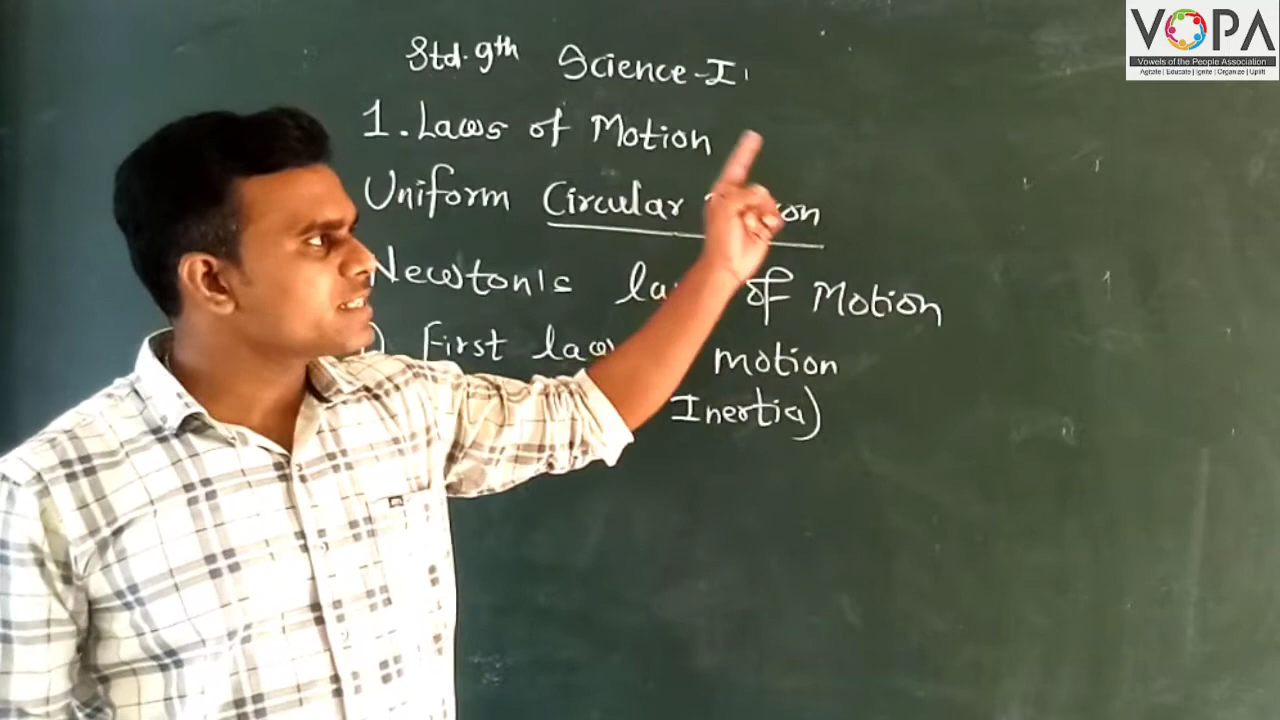 VOPA
Vowels of the People Association
Agitate | Educate | Ignite | Organize | Uplift
Std. 9th Science-I
1. Laws of Motion
Uniform Circular
Newton's of Motion
First law motion
Inertia)